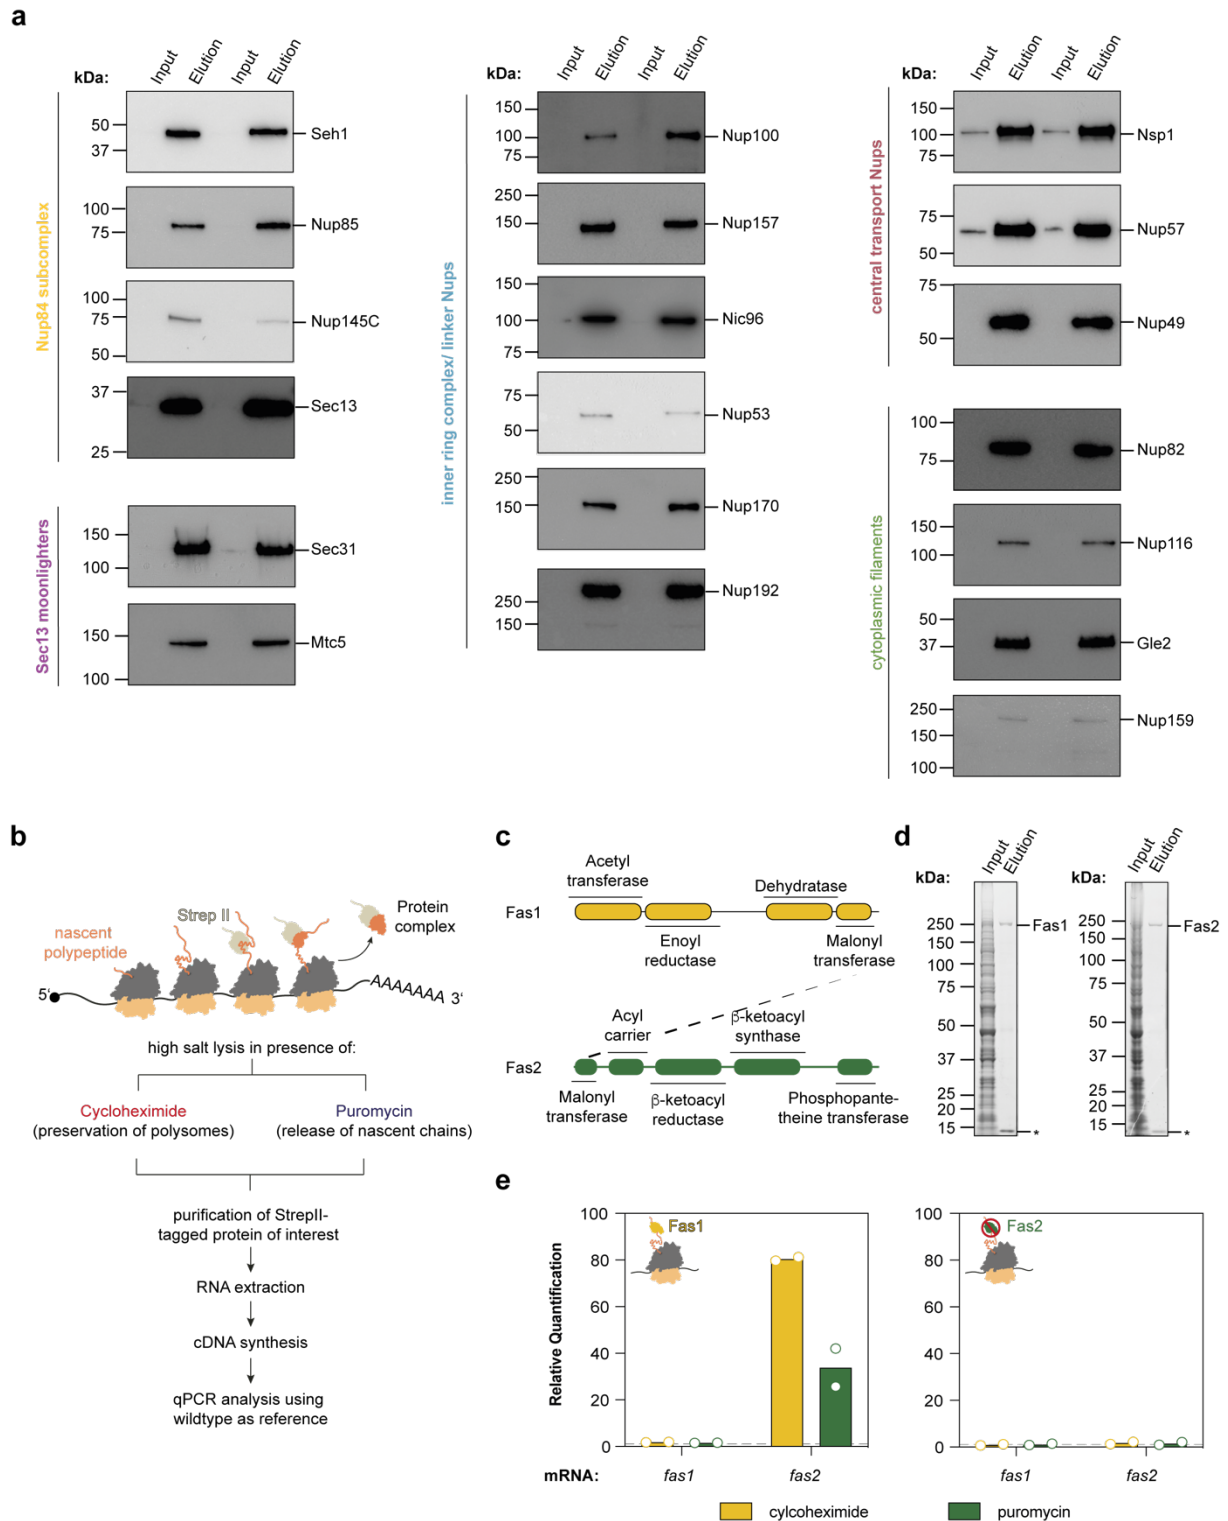 a
kDa:
Input
Elution
Input
Elution
Nup84 subcomplex
50
37
Seh1
100
75
Nup85
100
75
50
Nup145C
37
25
Sec13
Sec13 moonlighters
150
100
Sec31
150
100
Mtc5
kDa:
Input
Elution
Input
Elution
inner ring complex/ linker Nups
150
100
75
Nup100
250
150
Nup157
150
100
75
Nic96
75
50
Nup53
250
150
Nup170
250
150
Nup192
kDa:
Input
Elution
Input
Elution
central transport Nups
150
100
75
Nsp1
75
50
Nup57
75
50
Nup49
cytoplasmic filaments
100
75
Nup82
150
100
Nup116
50
37
Gle2
250
150
100
Nup159
b
nascent
polypeptide
Strep II
Protein
complex
5‘
AAAAAAA
3‘
high salt lysis in presence of:
Cycloheximide
(preservation of polysomes)
Puromycin
(release of nascent chains)
purification of StrepII-
tagged protein of interest
RNA extraction
cDNA synthesis
qPCR analysis using
wildtype as reference
c
Acetyl
transferase
Dehydratase
Fas1
Enoyl
reductase
Malonyl
transferase
Acyl
carrier
β-ketoacyl
synthase
Fas2
Malonyl
transferase
β-ketoacyl
reductase
Phosphopante-
theine transferase
d
kDa:
Input
Elution
250
150
100
75
50
37
25
20
15
Fas1
*
kDa:
Input
Elution
250
150
100
75
50
37
25
20
15
Fas2
*
e
Relative Quantification
100
80
60
40
20
0
Fas1
mRNA:
fas1
fas2
100
80
60
40
20
0
Fas2
fas1
fas2
cylcoheximide
puromycin